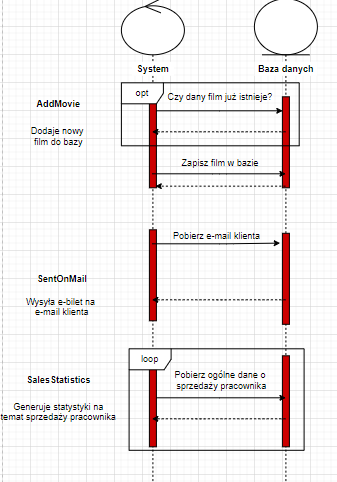 System
Baza danych
opt
Czy dany film już istnieje?
AddMovie
Dodaje nowy
film do bazy
Zapisz film w bazie
Pobierz e-mail klienta
SentOnMail
Wysyła e-bilet na
e-mail klienta
loop
Pobierz ogólne dane o
sprzedaży pracownika
SalesStatistics
Generuje statystyki na
temat sprzedaży pracownika